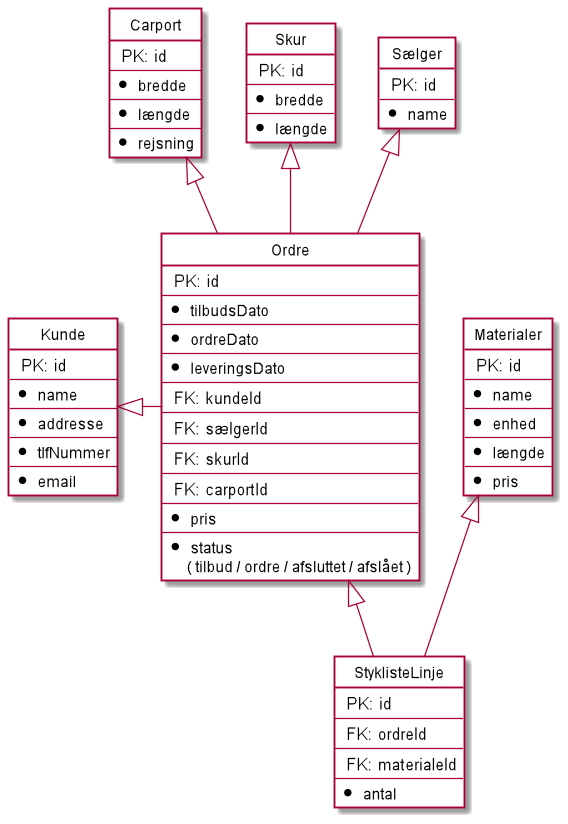 Carport
PK: id
bredde
længde
rejsning
Skur
PK: id
bredde
længde
Sælger
PK: id
name
Ordre
PK: id
tilbudsDato
ordreDato
leveringsDato
FK: kundeId
FK: sælgerId
FK: skurId
FK: carportId
pris
status
( tilbud / ordre / afsluttet / afslået )
Kunde
PK: id
name
addresse
tlfNummer
email
Materialer
PK: id
name
enhed
længde
pris
StyklisteLinje
PK: id
FK: ordreId
FK: materialeId
antal